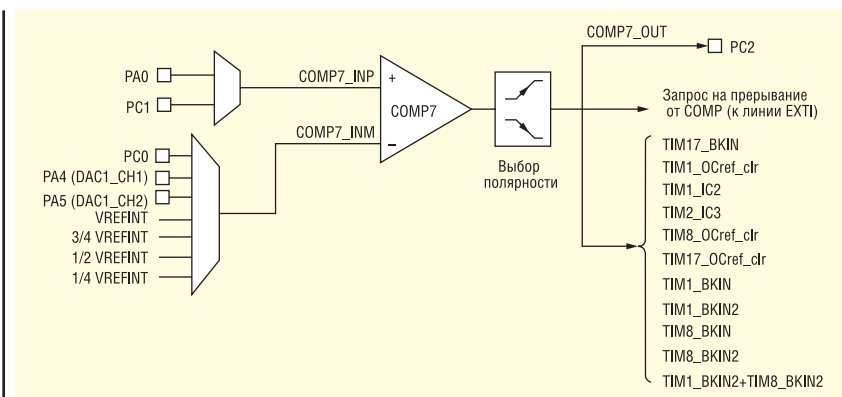 COMP7_OUT
PC2
PA0
PC1
COMP7_INP
+
COMP7
COMP7_INM
–
PC0
PA4 (DAC1_CH1)
PA5 (DAC1_CH2)
VREFINT
3/4 VREFINT
1/2 VREFINT
1/4 VREFINT
Выбор
полярности
Запрос на прерывание
от COMP (к линии EXTI)
TIM17_BKIN
TIM1_OCref_clr
TIM1_IC2
TIM2_IC3
TIM8_OCref_clr
TIM17_OCref_clr
TIM1_BKIN
TIM1_BKIN2
TIM8_BKIN
TIM8_BKIN2
TIM1_BKIN2+TIM8_BKIN2